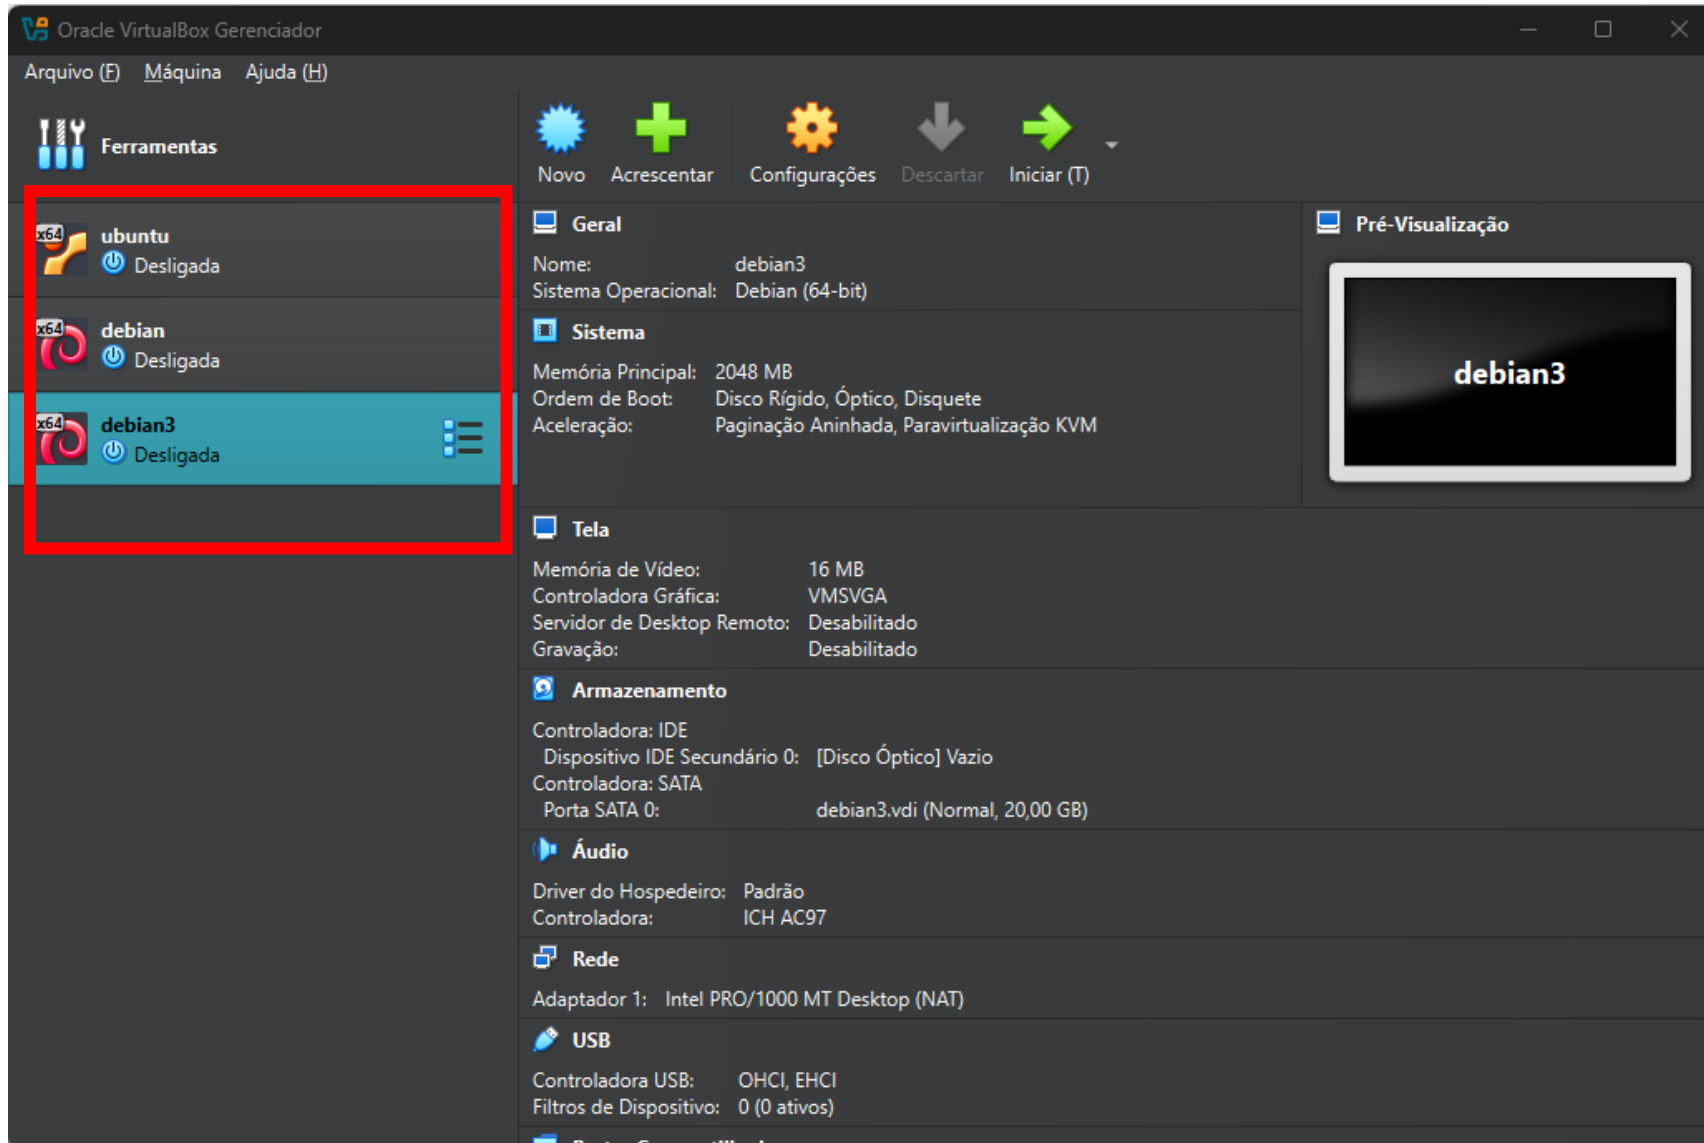 Oracle VirtualBox Gerenciador
Arquivo (F) Máquina Ajuda (H)
Ferramentas
Novo Acrescentar Configurações Descartar Iniciar (T)
x64 ubuntu
Desligada
x64 debian
Desligada
x64 debian3
Desligada
Geral
Nome: debian3
Sistema Operacional: Debian (64-bit)
Sistema
Memória Principal: 2048 MB
Ordem de Boot: Disco Rígido, Óptico, Disquete
Aceleração: Paginação Aninhada, Paravirtualização KVM
Pré-Visualização
debian3
Tela
Memória de Vídeo: 16 MB
Controladora Gráfica: VMSVGA
Servidor de Desktop Remoto: Desabilitado
Gravação: Desabilitado
Armazenamento
Controladora: IDE
Dispositivo IDE Secundário 0: [Disco Óptico] Vazio
Controladora: SATA
Porta SATA 0: debian3.vdi (Normal, 20,00 GB)
Áudio
Driver do Hospedeiro: Padrão
Controladora: ICH AC97
Rede
Adaptador 1: Intel PRO/1000 MT Desktop (NAT)
USB
Controladora USB: OHCI, EHCI
Filtros de Dispositivo: 0 (0 ativos)